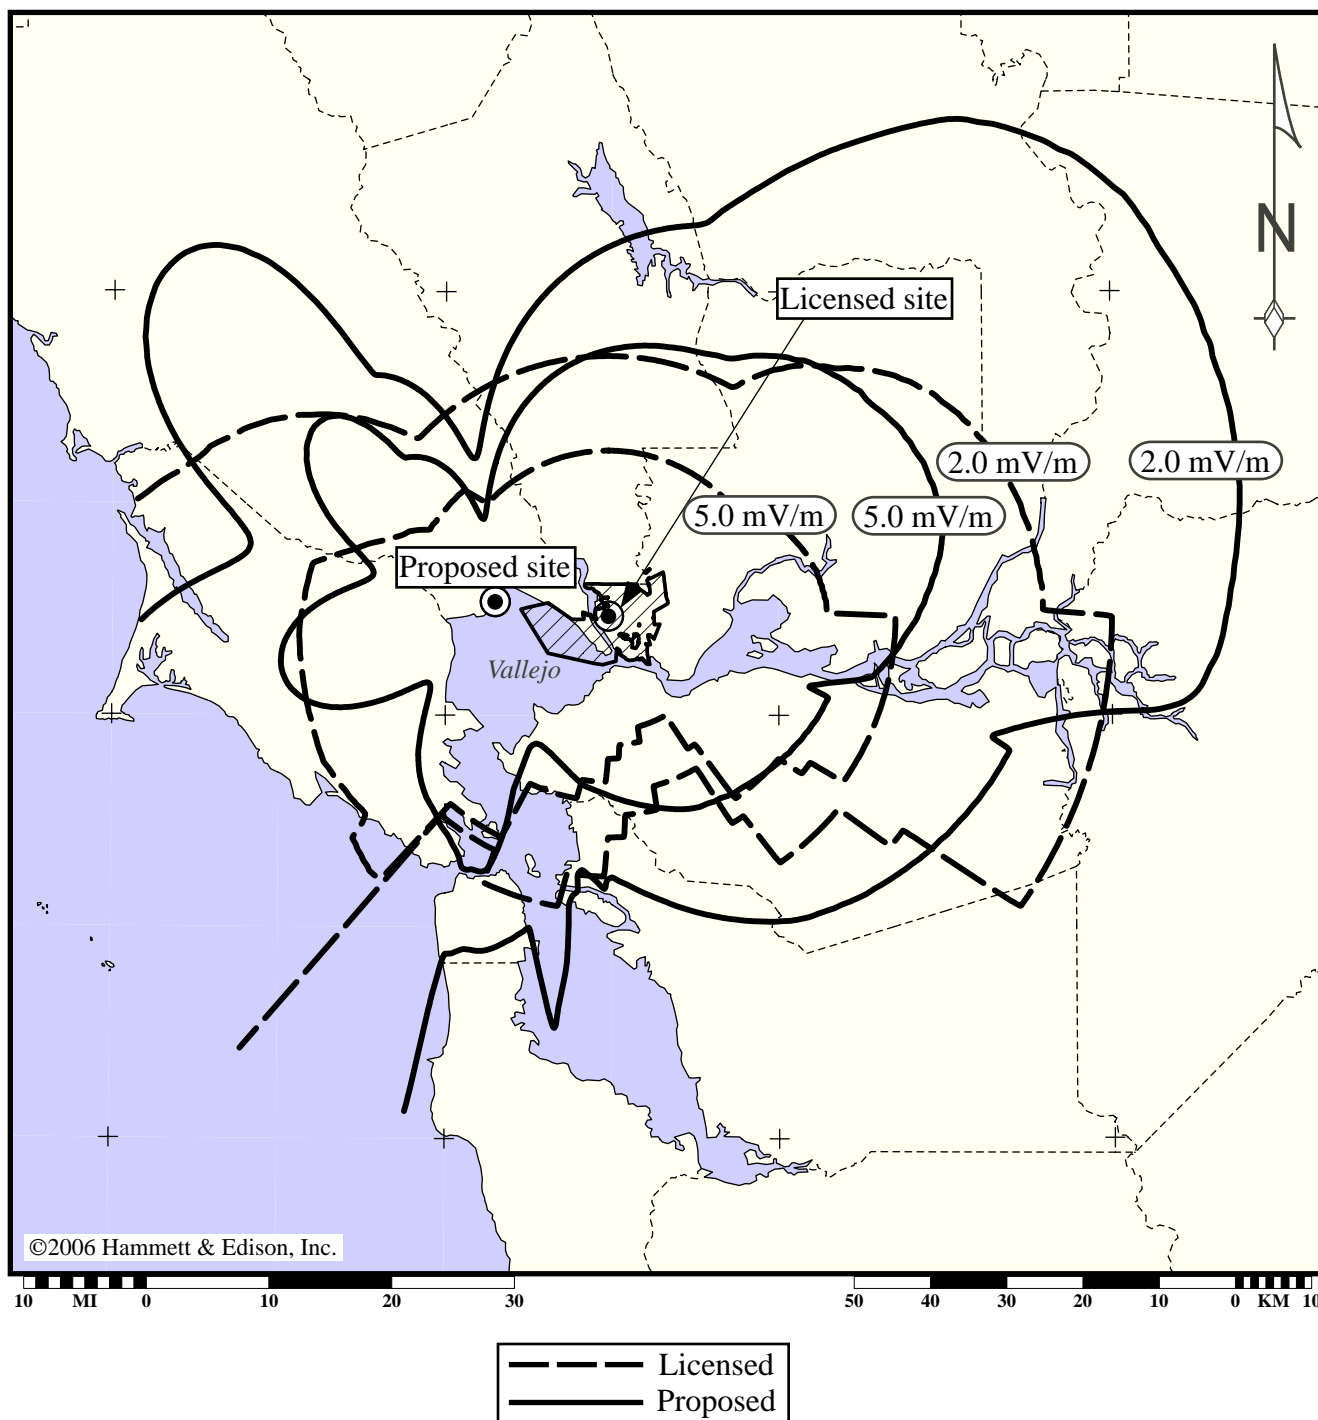 N
Licensed site
2.0 mV/m
2.0 mV/m
5.0 mV/m
5.0 mV/m
Proposed site
Vallejo
©2006 Hammett & Edison, Inc.
10 MI 0 10 20 30 50 40 30 20 10 0 KM 10
Licensed
Proposed